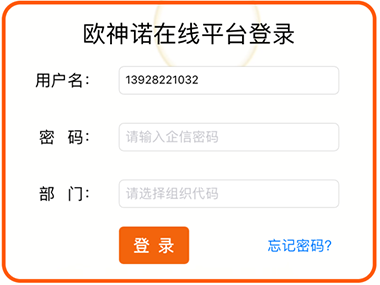 欧神诺在线平台登录
用户名： 13928221032
密 码： 请输入企信密码
部 门： 请选择组织代码
登 录 忘记密码?